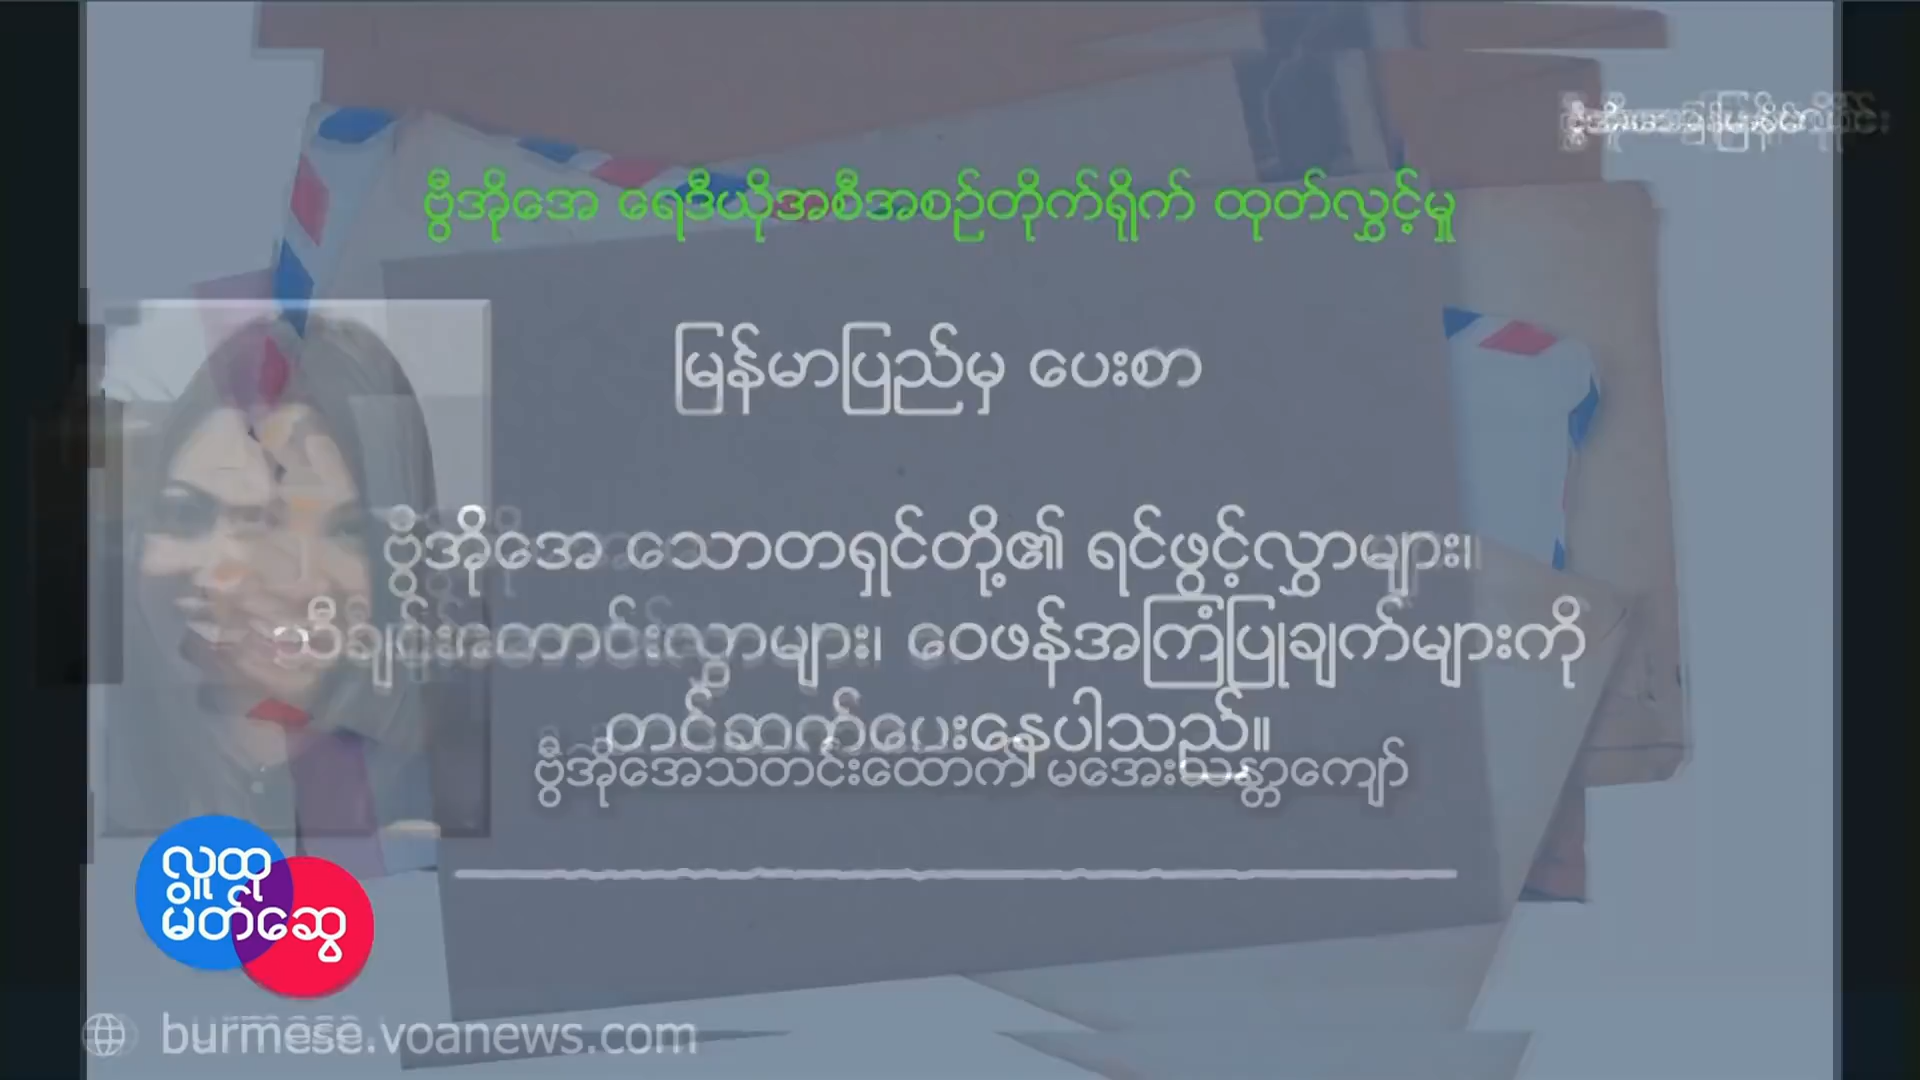 ဗွီအိုအေ ရေဒီယိုအစီအစဉ်တိုက်ရိုက် ထုတ်လွှင့်မှု
မြန်မာပြည်မှ ပေးစာ
ဗွီအိုအေ သောတရှင်တို့၏ ရင်ဖွင့်လွှာများ၊
သီချင်းတောင်းလွှာများ၊ ဝေဖန်အကြံပြုချက်များကို
တင်ဆက်ပေးနေပါသည်။
ဗွီအိုအေသတင်းထောက် မအေးသန္တာကျော်
လူထု
မိတ်ဆွေ
burmese.voanews.com